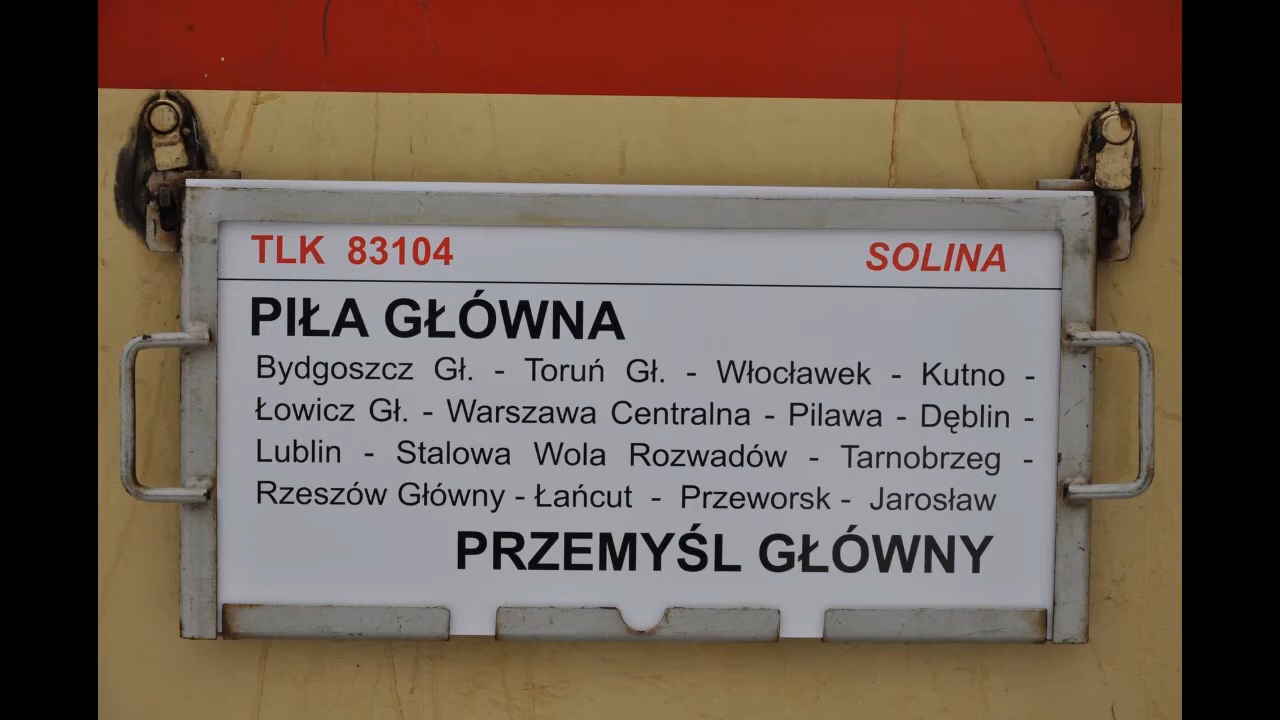 TLK 83104 SOLINA
PIŁA GŁÓWNA
Bydgoszcz Gł. - Toruń Gł. - Włocławek - Kutno -
Łowicz Gł. - Warszawa Centralna - Pilawa - Dęblin -
Lublin - Stalowa Wola Rozwadów - Tarnobrzeg -
Rzeszów Główny - Łańcut - Przeworsk - Jarosław
PRZEMYŚL GŁÓWNY